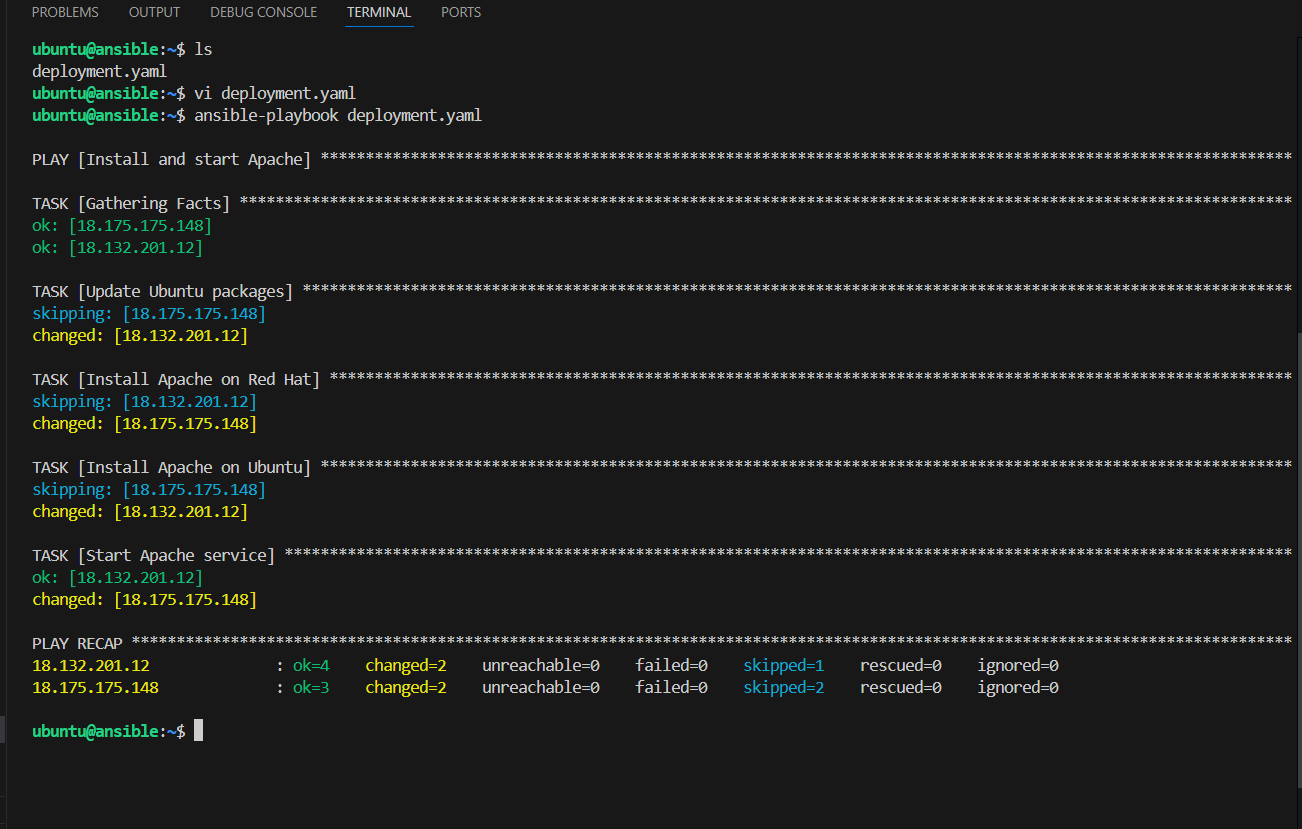 PROBLEMS OUTPUT DEBUG CONSOLE TERMINAL PORTS
ubuntu@ansible:~$ ls
deployment.yaml
ubuntu@ansible:~$ vi deployment.yaml
ubuntu@ansible:~$ ansible-playbook deployment.yaml
PLAY [Install and start Apache] ************************************************************************************************************
TASK [Gathering Facts] *********************************************************************************************************************
ok: [18.175.175.148]
ok: [18.132.201.12]
TASK [Update Ubuntu packages] **************************************************************************************************************
skipping: [18.175.175.148]
changed: [18.132.201.12]
TASK [Install Apache on Red Hat] ***********************************************************************************************************
skipping: [18.132.201.12]
changed: [18.175.175.148]
TASK [Install Apache on Ubuntu] ************************************************************************************************************
skipping: [18.175.175.148]
changed: [18.132.201.12]
TASK [Start Apache service] ****************************************************************************************************************
ok: [18.132.201.12]
changed: [18.175.175.148]
PLAY RECAP *********************************************************************************************************************************
18.132.201.12 : ok=4 changed=2 unreachable=0 failed=0 skipped=1 rescued=0 ignored=0
18.175.175.148 : ok=3 changed=2 unreachable=0 failed=0 skipped=2 rescued=0 ignored=0
ubuntu@ansible:~$